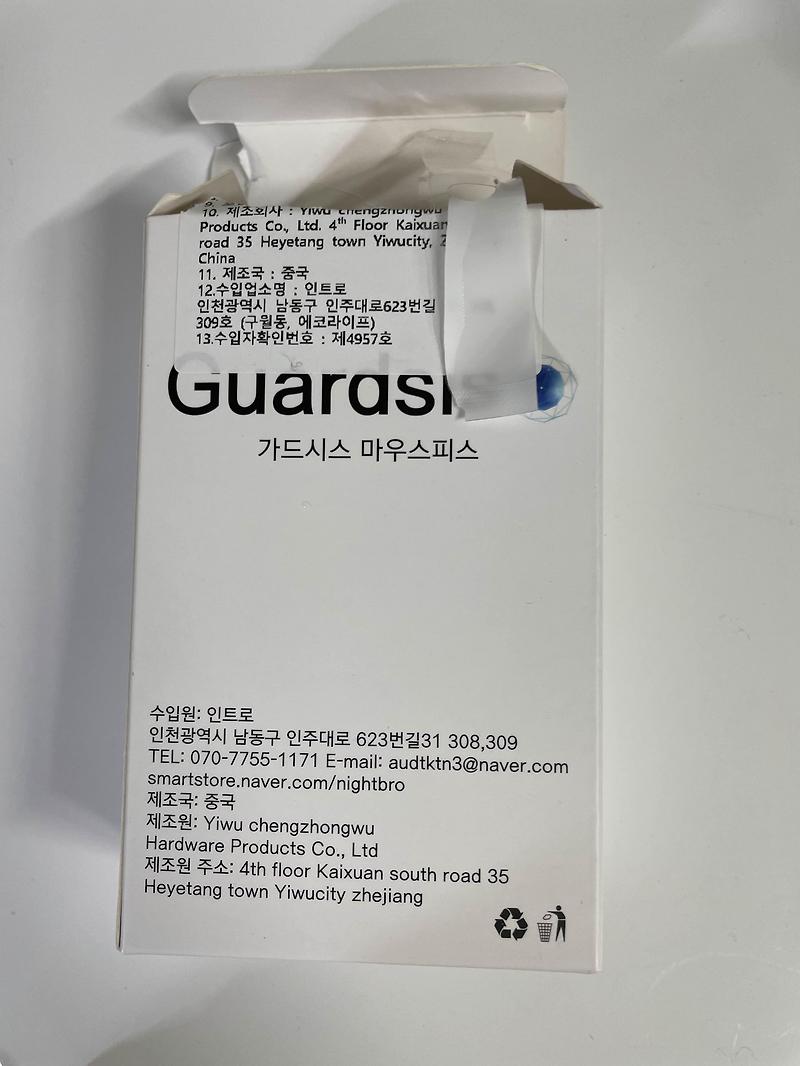 10. 제조회사 : Yiwu chengzhongwu
Products Co., Ltd. 4th Floor Kaixuan
road 35 Heyetang town Yiwucity,
China
11. 제조국 : 중국
12.수입업소명 : 인트로
인천광역시 남동구 인주대로623번길
309호 (구월동, 에코라이프)
13.수입자확인번호 : 제4957호
Guardsis
가드시스 마우스피스
수입원: 인트로
인천광역시 남동구 인주대로 623번길31 308,309
TEL: 070-7755-1171 E-mail: audtktn3@naver.com
smartstore.naver.com/nightbro
제조국: 중국
제조원: Yiwu chengzhongwu
Hardware Products Co., Ltd
제조원 주소: 4th floor Kaixuan south road 35
Heyetang town Yiwucity zhejiang